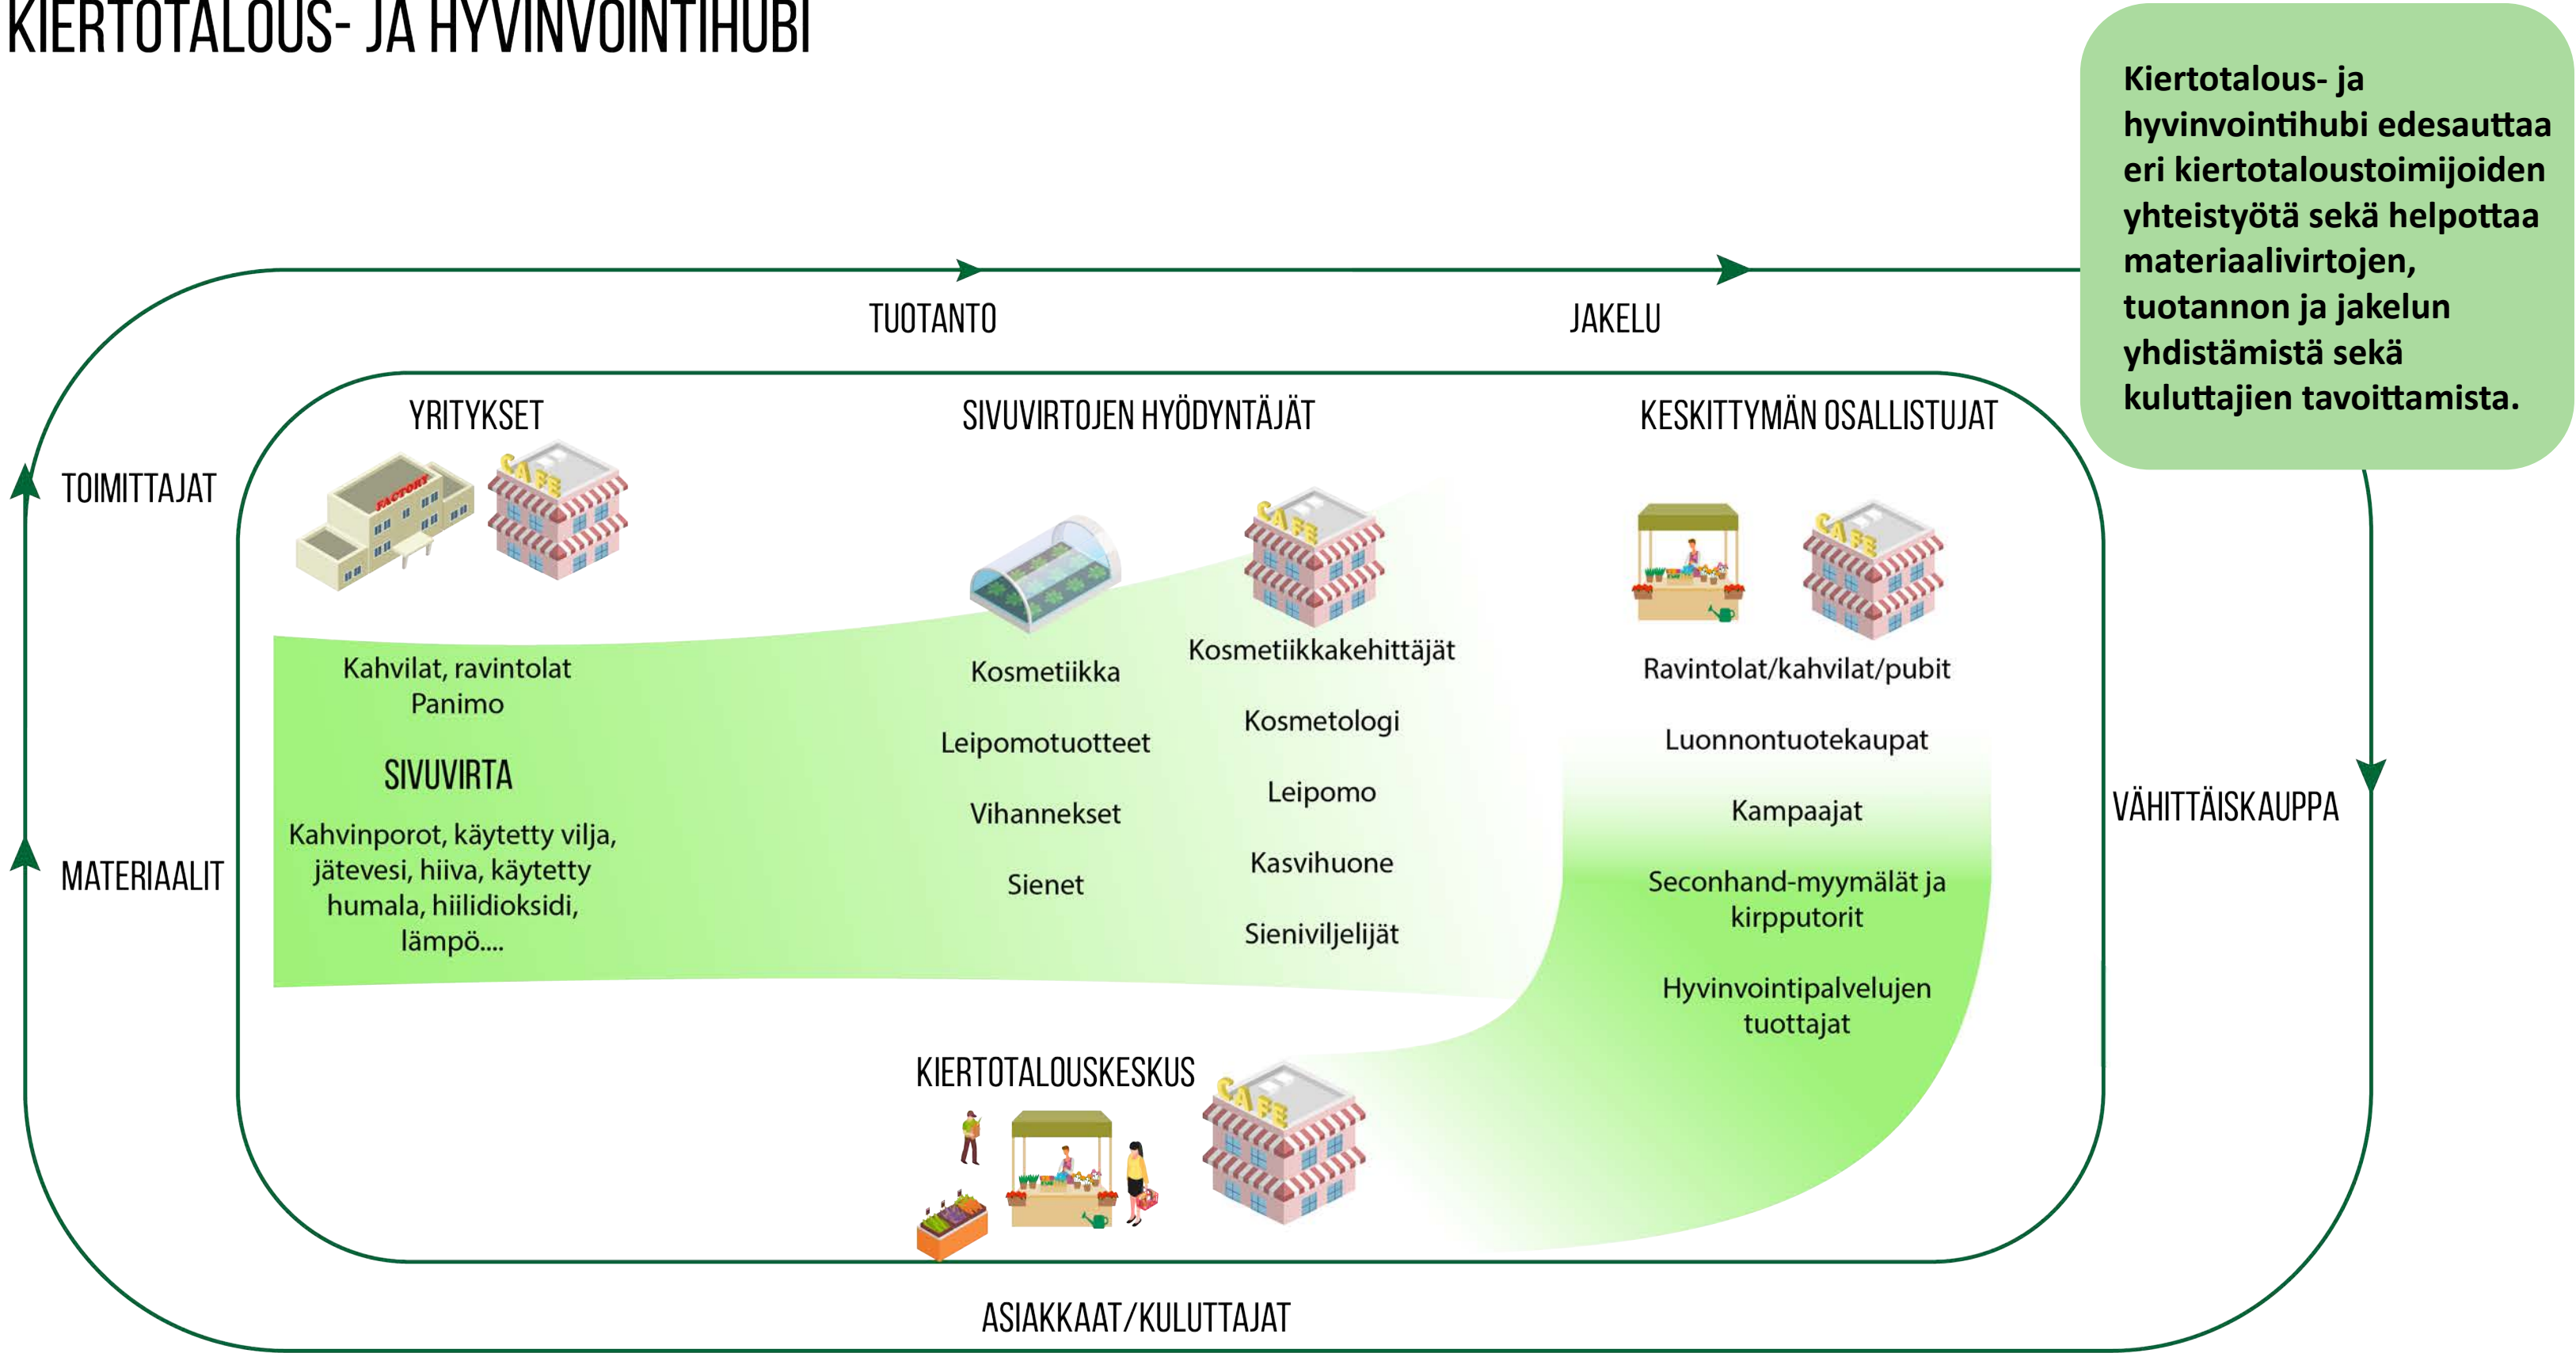 KIERTOTALOUS- JA HYVINVOINTIHUBI
Kiertotalous- ja
hyvinvointihubi edesauttaa
eri kiertotaloustoimijoiden
yhteistyötä sekä helpottaa
materiaalivirtojen,
tuotannon ja jakelun
yhdistämistä sekä
kuluttajien tavoittamista.
TUOTANTO
JAKELU
TOIMITTAJAT
MATERIAALIT
YRITYKSET
FACTORY
CAFE
Kahvilat, ravintolat
Panimo
SIVUVIRTA
Kahvinporot, käytetty vilja,
jätevesi, hiiva, käytetty
humala, hiilidioksidi,
lämpö....
SIVUVIRTOJEN HYÖDYNTÄJÄT
CAFE
Kosmetiikka
Leipomotuotteet
Vihannekset
Sienet
Kosmetiikkakehittäjät
Kosmetologi
Leipomo
Kasvihuone
Sieniviljelijät
KESKITTYMÄN OSALLISTUJAT
CAFE
Ravintolat/kahvilat/pubit
Luonnontuotekaupat
Kampaajat
Seconhand-myymälät ja
kirpputorit
Hyvinvointipalvelujen
tuottajat
VÄHITTÄISKAUPPA
KIERTOTALOUSKESKUS
CAFE
ASIAKKAAT/KULUTTAJAT